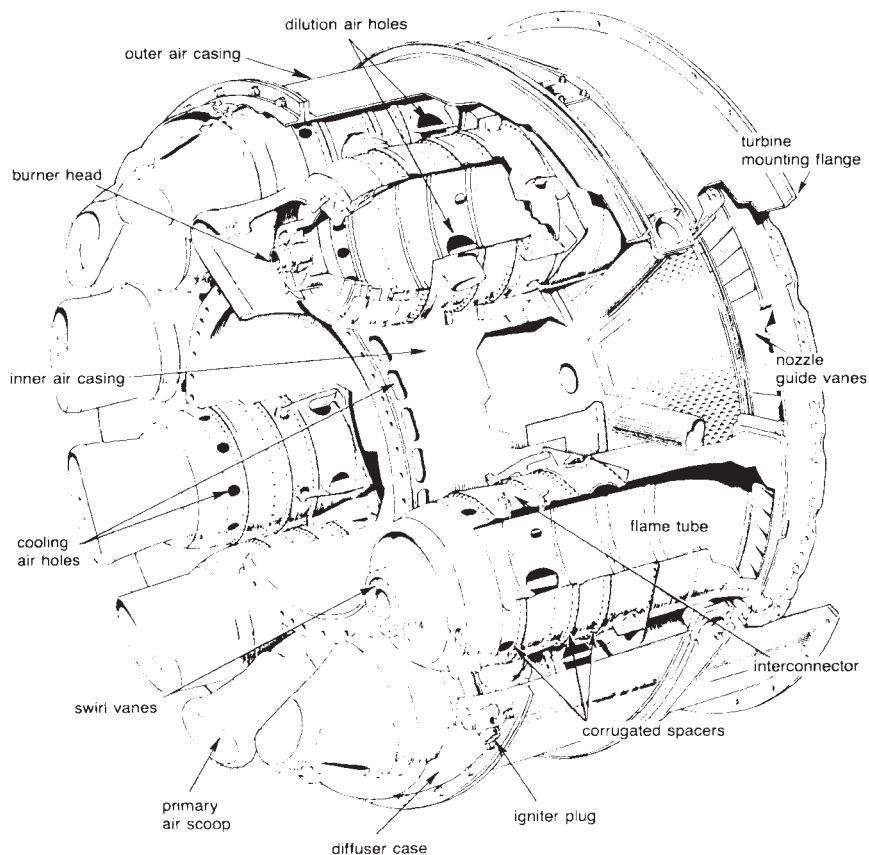 dilution air holes
outer air casing
turbine
mounting flange
burner head
nozzle
guide vanes
inner air casing
flame tube
cooling
air holes
interconnector
swirl vanes
corrugated spacers
primary
air scoop
igniter plug
diffuser case